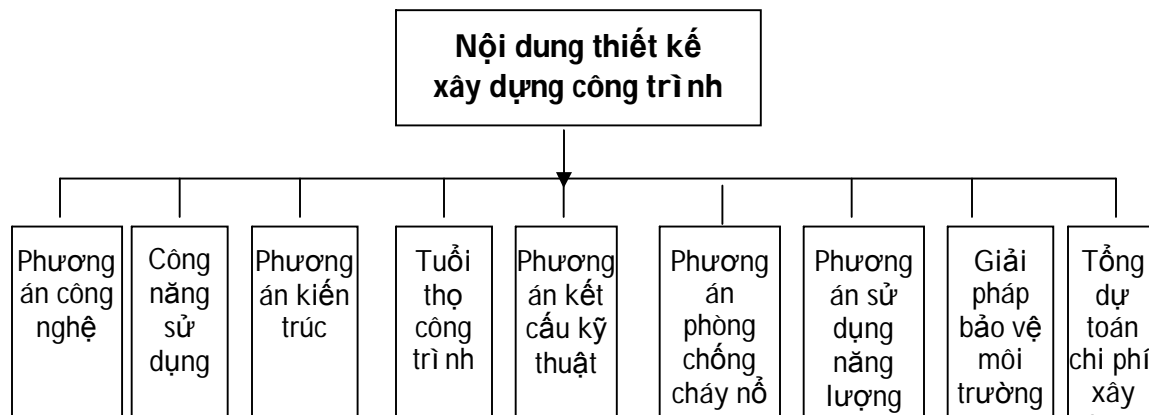 Nội dung thiết kế
xây dựng công trình
Phương
án công
nghệ
Công
năng
sử
dụng
Phương
án kiến
trúc
Tuổi
thọ
công
trình
Phương
án kết
cấu kỹ
thuật
Phương
án
phòng
chống
cháy nổ
Phương
án sử
dụng
năng
lượng
Giải
pháp
bảo vệ
môi
trường
Tổng
dự
toán
chi phí
xây